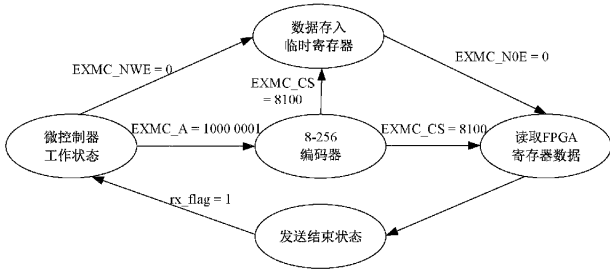 数据存入
临时寄存器
EXMC_NWE = 0
EXMC_N0E = 0
EXMC_CS
= 8100
EXMC_A = 1000 0001
EXMC_CS = 8100
微控制器
工作状态
8-256
编码器
读取FPGA
寄存器数据
rx_flag = 1
发送结束状态